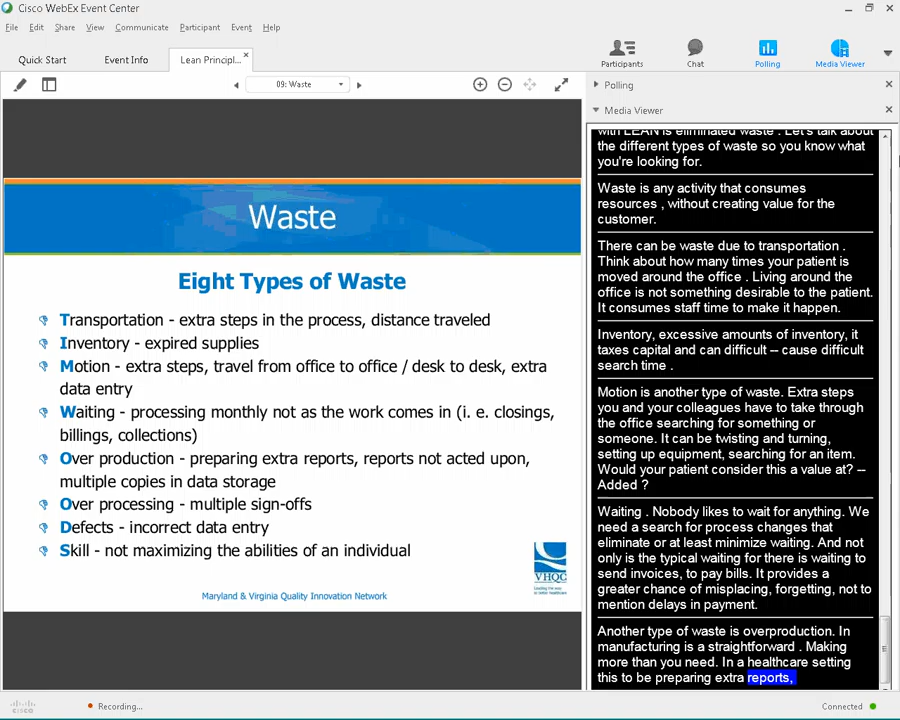 Cisco WebEx Event Center
File Edit Share View Communicate Participant Event Help
Quick Start
Event Info
Lean Principl...
Participants
Chat
Polling
Media Viewer
09: Waste
Polling
Media Viewer
Waste
Eight Types of Waste
Transportation - extra steps in the process, distance traveled
Inventory - expired supplies
Motion - extra steps, travel from office to office / desk to desk, extra
data entry
Waiting - processing monthly not as the work comes in (i. e. closings,
billings, collections)
Over production - preparing extra reports, reports not acted upon,
multiple copies in data storage
Over processing - multiple sign-offs
Defects - incorrect data entry
Skill - not maximizing the abilities of an individual
VHQC
Maryland & Virginia Quality Innovation Network
with LEAN is eliminated waste . Let's talk about
the different types of waste so you know what
you're looking for.
Waste is any activity that consumes
resources , without creating value for the
customer.
There can be waste due to transportation .
Think about how many times your patient is
moved around the office . Living around the
office is not something desirable to the patient.
It consumes staff time to make it happen.
Inventory, excessive amounts of inventory, it
taxes capital and can difficult -- cause difficult
search time .
Motion is another type of waste. Extra steps
you and your colleagues have to take through
the office searching for something or
someone. It can be twisting and turning,
setting up equipment, searching for an item.
Would your patient consider this a value at? --
Added ?
Waiting . Nobody likes to wait for anything. We
need a search for process changes that
eliminate or at least minimize waiting. And not
only is the typical waiting for there is waiting to
send invoices, to pay bills. It provides a
greater chance of misplacing, forgetting, not to
mention delays in payment.
Another type of waste is overproduction. In
manufacturing is a straightforward . Making
more than you need. In a healthcare setting
this to be preparing extra reports,
cisco
Recording...
Connected